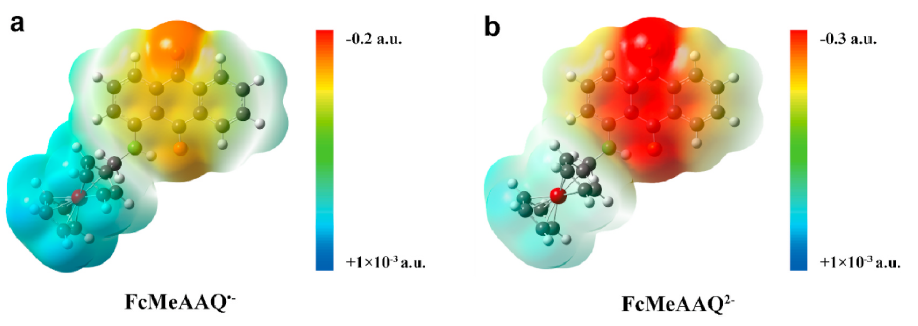 a
b
-0.2 a.u.
-0.3 a.u.
+1×10⁻³ a.u.
+1×10⁻³ a.u.
FcMeAAQ•⁻
FcMeAAQ²⁻